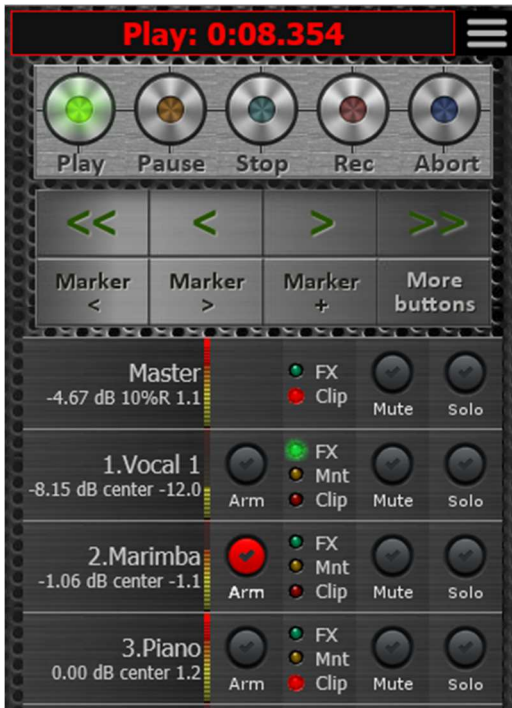 Play: 0:08.354
Play Pause Stop Rec Abort
<< < > >>
Marker < Marker > Marker + More buttons
Master
-4.67 dB 10%R 1.1
FX
Clip
Mute Solo
1.Vocal 1
-8.15 dB center -12.0
Arm
FX
Mnt
Clip
Mute Solo
2.Marimba
-1.06 dB center -1.1
Arm
FX
Mnt
Clip
Mute Solo
3.Piano
0.00 dB center 1.2
Arm
FX
Mnt
Clip
Mute Solo